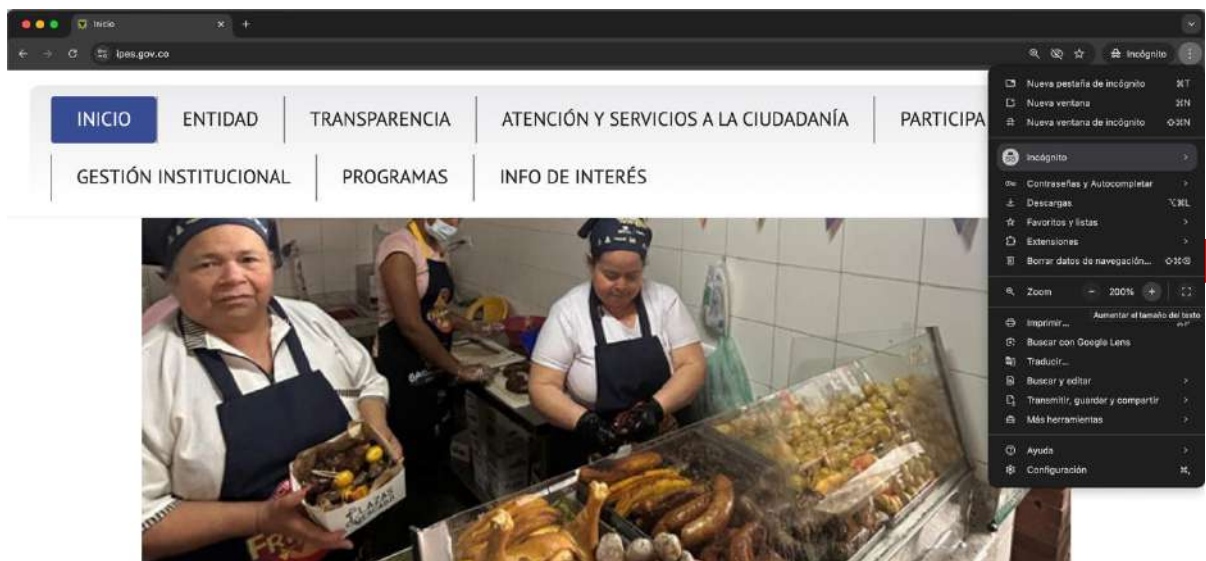 Inicio
ipes.gov.co
Incógnito
INICIO
ENTIDAD
TRANSPARENCIA
ATENCIÓN Y SERVICIOS A LA CIUDADANÍA
PARTICIPA
GESTIÓN INSTITUCIONAL
PROGRAMAS
INFO DE INTERÉS
Nueva pestaña de incógnito ⌘T
Nueva ventana ⌘N
Nueva ventana de incógnito ⇧⌘N
Incógnito
Contraseñas y Autocompletar
Descargas ⌥⌘L
Favoritos y listas
Extensiones
Borrar datos de navegación... ⇧⌘⌫
Zoom - 200% +
Aumentar el tamaño del texto
Imprimir...
Buscar con Google Lens
Traducir...
Buscar y editar
Transmitir, guardar y compartir
Más herramientas
Ayuda
Configuración ⌘,
PLAZAS